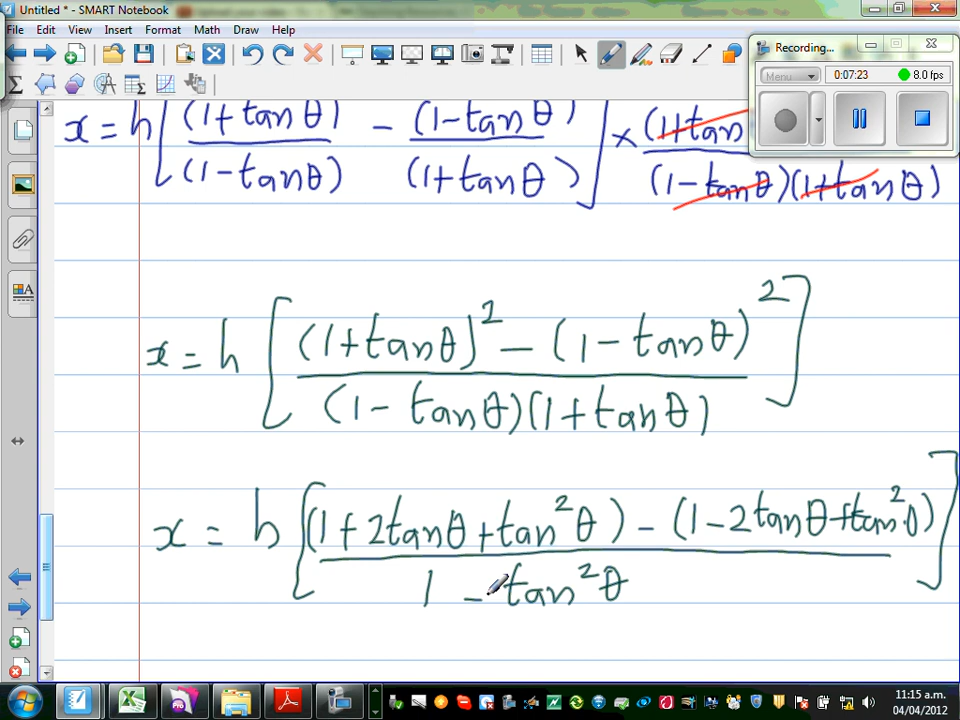 Untitled * - SMART Notebook
File Edit View Insert Format Math Draw Help
Recording...
Menu 0:07:23 8.0 fps
x = h[(1+tanθ)/(1-tanθ) - (1-tanθ)/(1+tanθ)] × (1+tan /(1-tanθ)(1+tanθ)
x = h[((1+tanθ)² - (1-tanθ)²)/(1-tanθ)(1+tanθ)]
x = h[((1+2tanθ+tan²θ) - (1-2tanθ+tan²θ))/1-tan²θ]
11:15 a.m.
04/04/2012